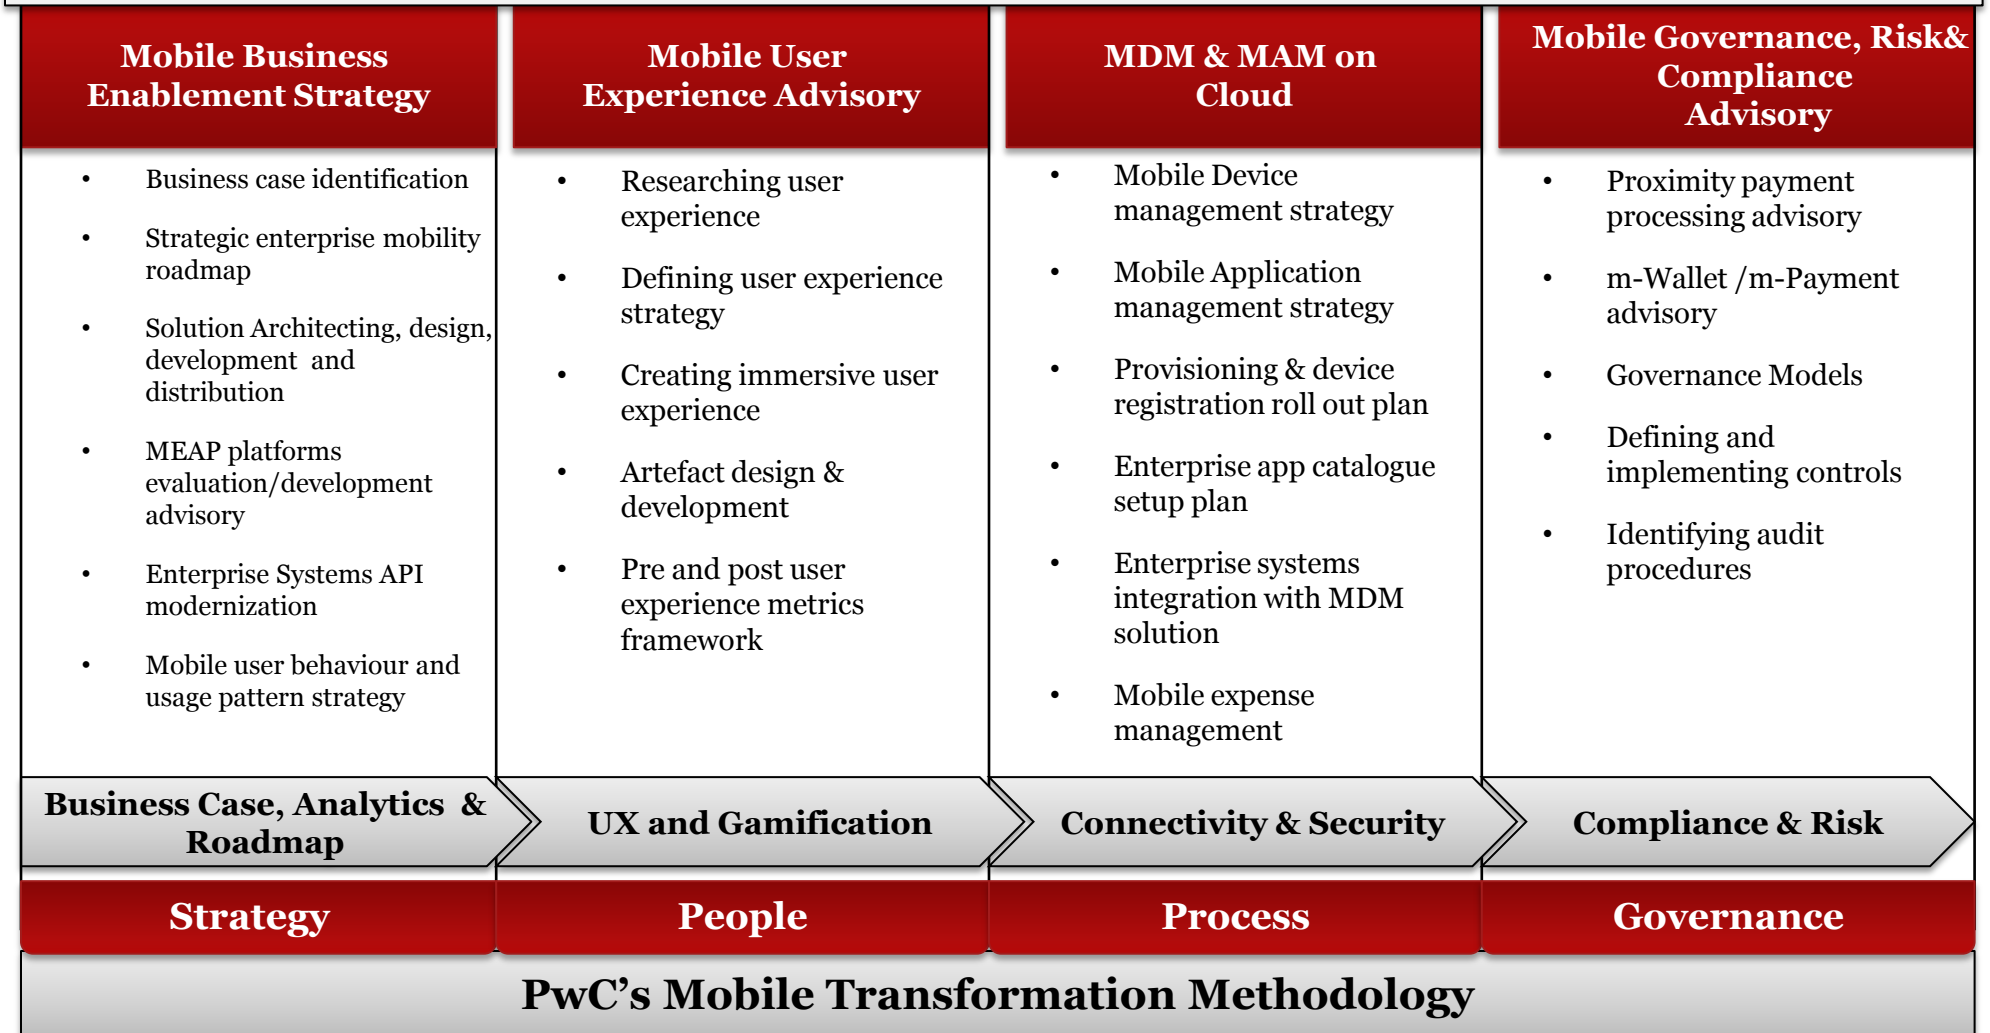 Mobile Business
Enablement Strategy
• Business case identification
• Strategic enterprise mobility
roadmap
• Solution Architecting, design,
development and
distribution
• MEAP platforms
evaluation/development
advisory
• Enterprise Systems API
modernization
• Mobile user behaviour and
usage pattern strategy
Business Case, Analytics &
Roadmap
Strategy
Mobile User
Experience Advisory
• Researching user
experience
• Defining user experience
strategy
• Creating immersive user
experience
• Artefact design &
development
• Pre and post user
experience metrics
framework
UX and Gamification
People
MDM & MAM on
Cloud
• Mobile Device
management strategy
• Mobile Application
management strategy
• Provisioning & device
registration roll out plan
• Enterprise app catalogue
setup plan
• Enterprise systems
integration with MDM
solution
• Mobile expense
management
Connectivity & Security
Process
Mobile Governance, Risk&
Compliance
Advisory
• Proximity payment
processing advisory
• m-Wallet /m-Payment
advisory
• Governance Models
• Defining and
implementing controls
• Identifying audit
procedures
Compliance & Risk
Governance
PwC’s Mobile Transformation Methodology